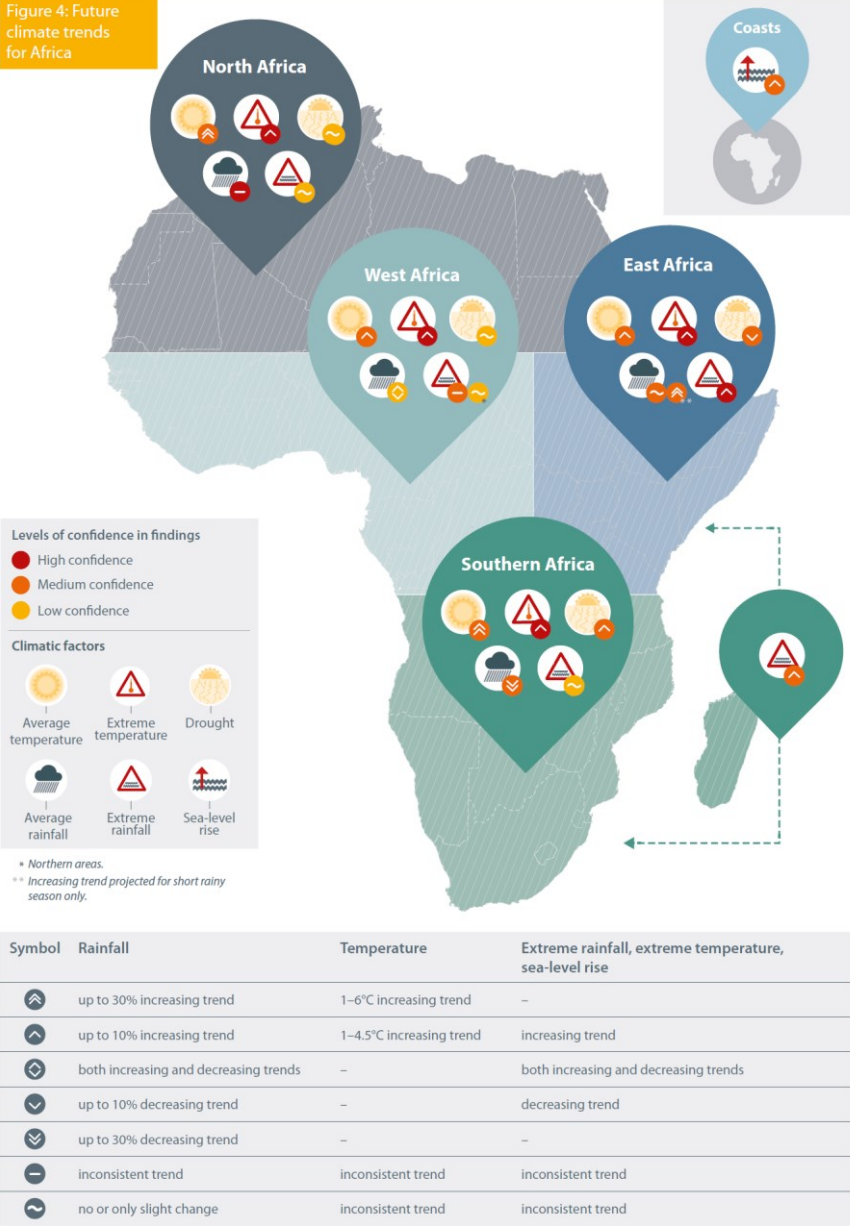 Figure 4: Future
climate trends
for Africa
North Africa
Coasts
West Africa
East Africa
Southern Africa
Levels of confidence in findings
High confidence
Medium confidence
Low confidence
Climatic factors
Average
temperature
Extreme
temperature
Drought
Average
rainfall
Extreme
rainfall
Sea-level
rise
* Northern areas.
** Increasing trend projected for short rainy
season only.
Symbol Rainfall Temperature Extreme rainfall, extreme temperature,
sea-level rise
up to 30% increasing trend 1–6°C increasing trend –
up to 10% increasing trend 1–4.5°C increasing trend increasing trend
both increasing and decreasing trends – both increasing and decreasing trends
up to 10% decreasing trend – decreasing trend
up to 30% decreasing trend – –
inconsistent trend inconsistent trend inconsistent trend
no or only slight change inconsistent trend inconsistent trend